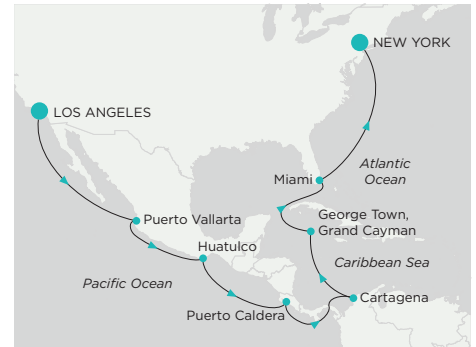 NEW YORK
LOS ANGELES
Atlantic
Ocean
Miami
Puerto Vallarta
George Town,
Grand Cayman
Huatulco
Caribbean Sea
Pacific Ocean
Cartagena
Puerto Caldera